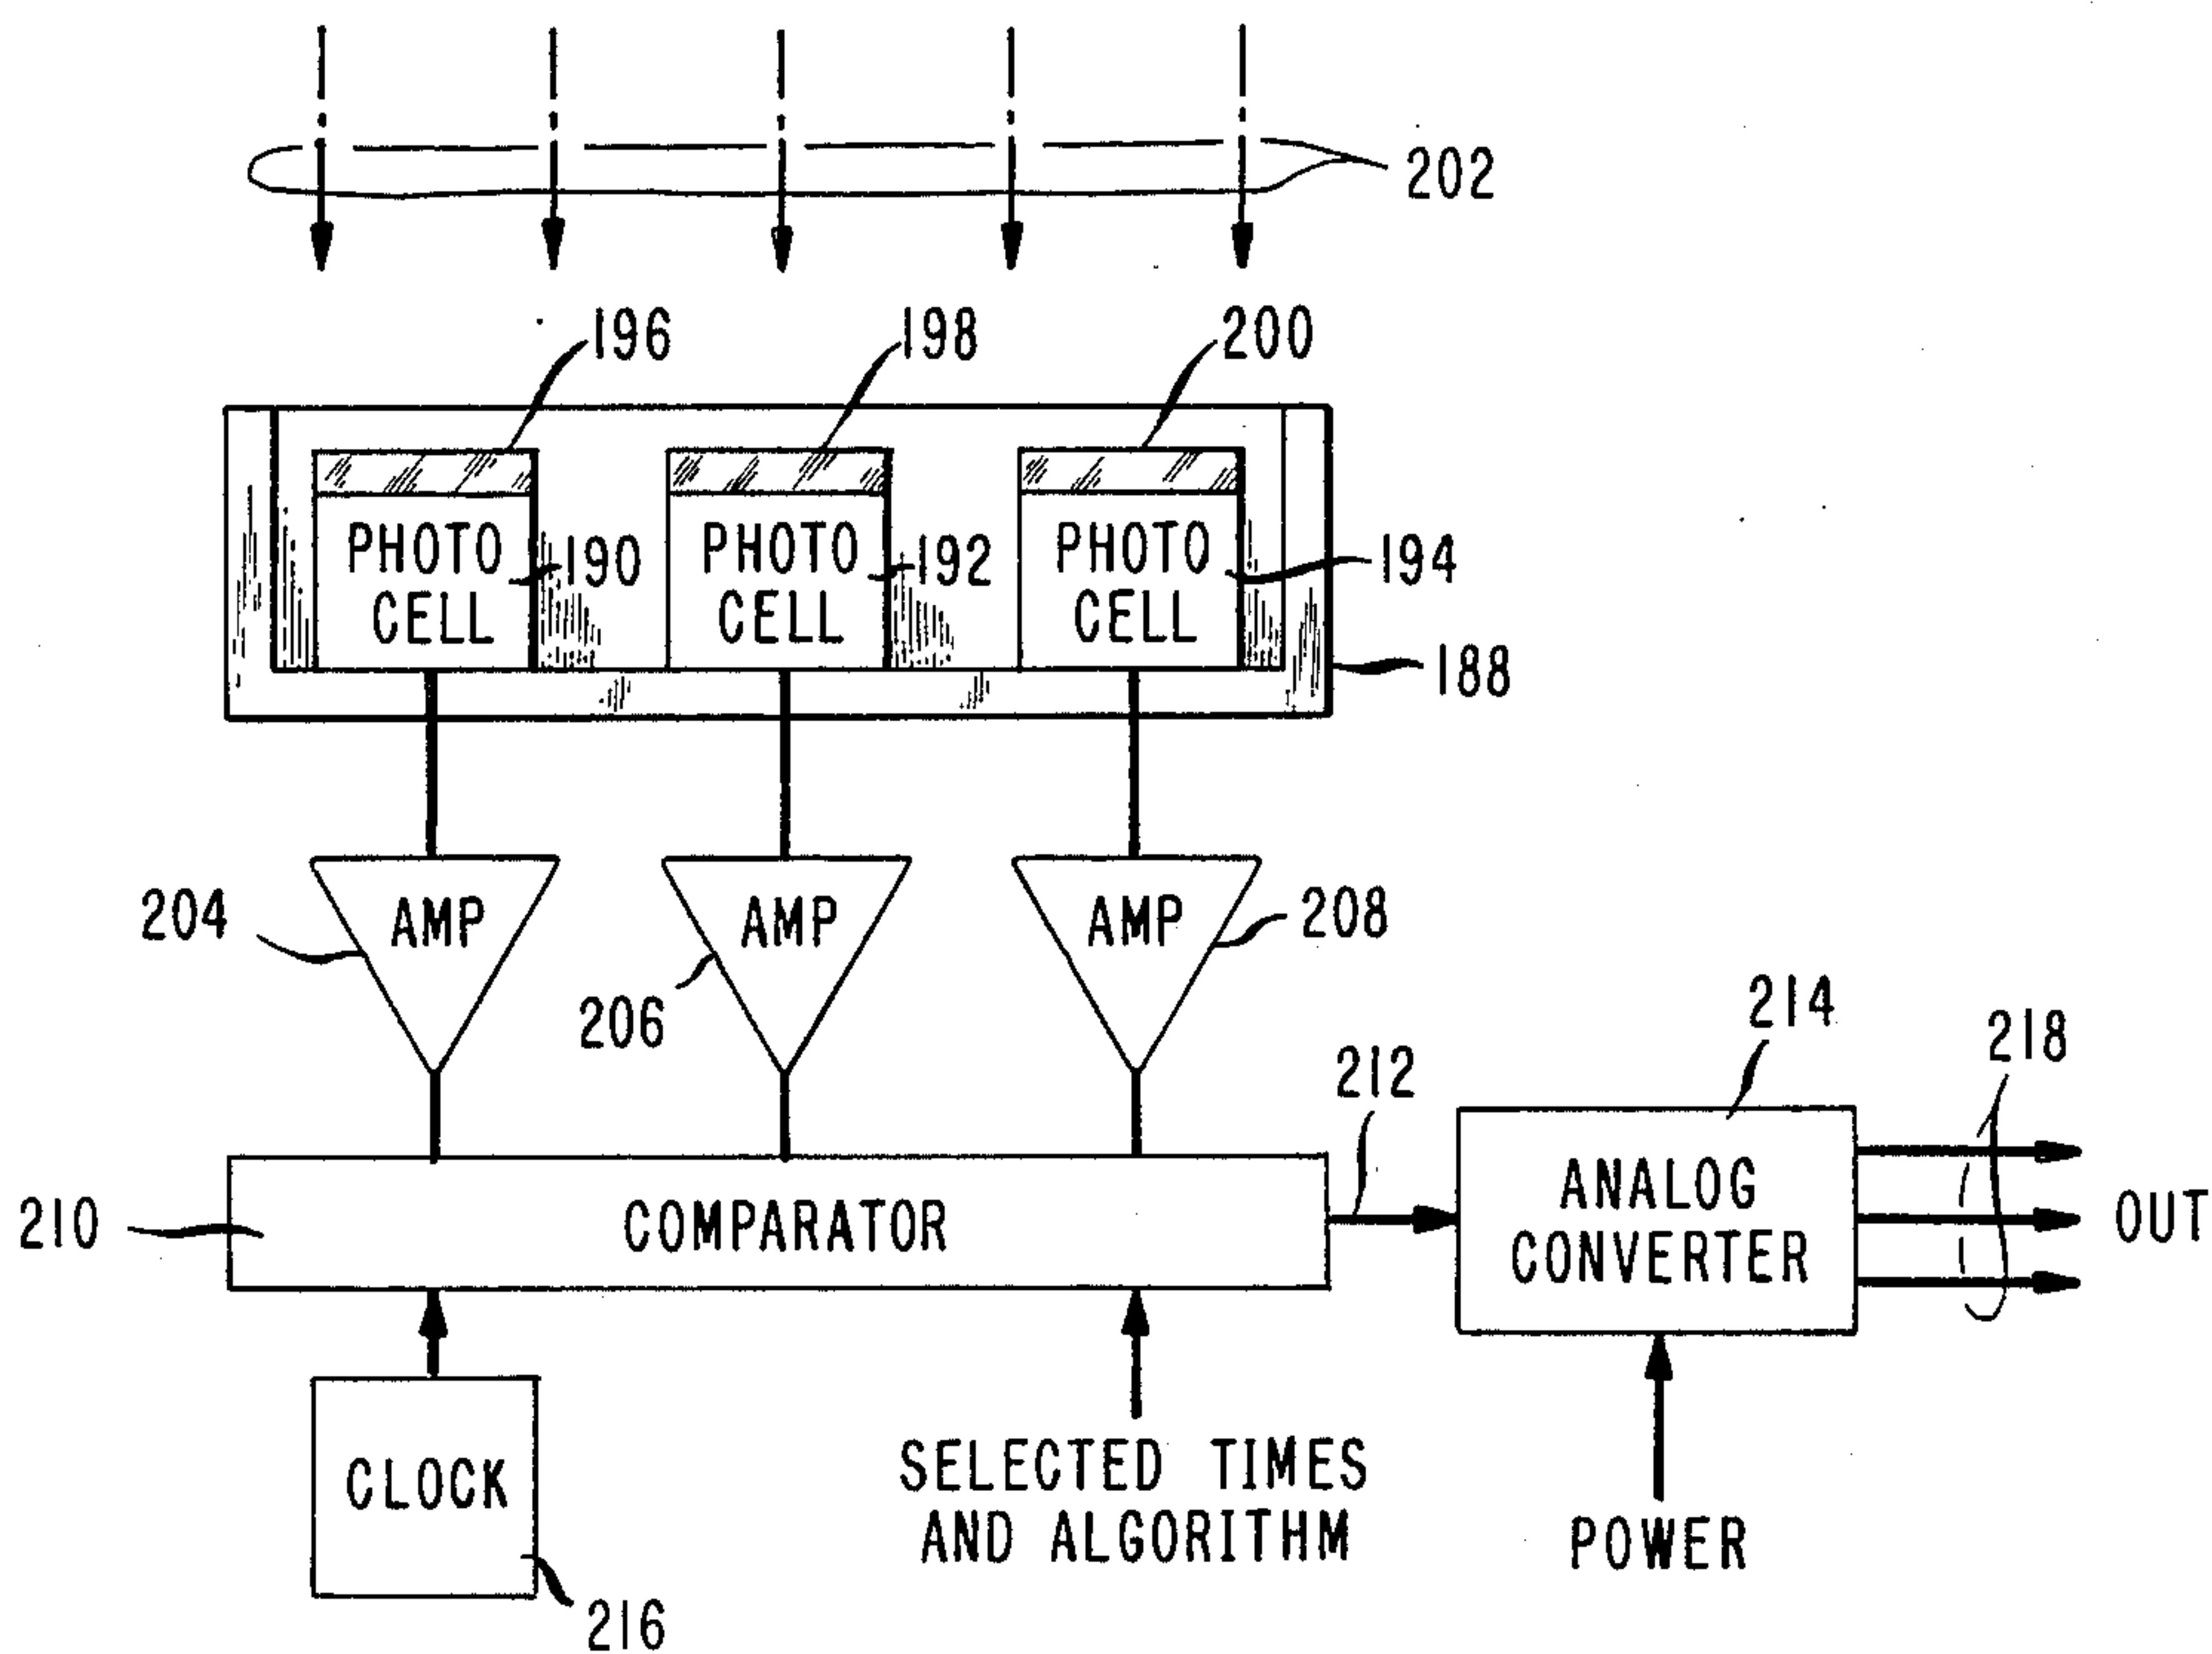 202
196
198
200
PHOTO
CELL
190
PHOTO
CELL
192
PHOTO
CELL
194
188
AMP
204
AMP
206
AMP
208
210
COMPARATOR
212
214
ANALOG
CONVERTER
218
OUT
CLOCK
216
SELECTED TIMES
AND ALGORITHM
POWER